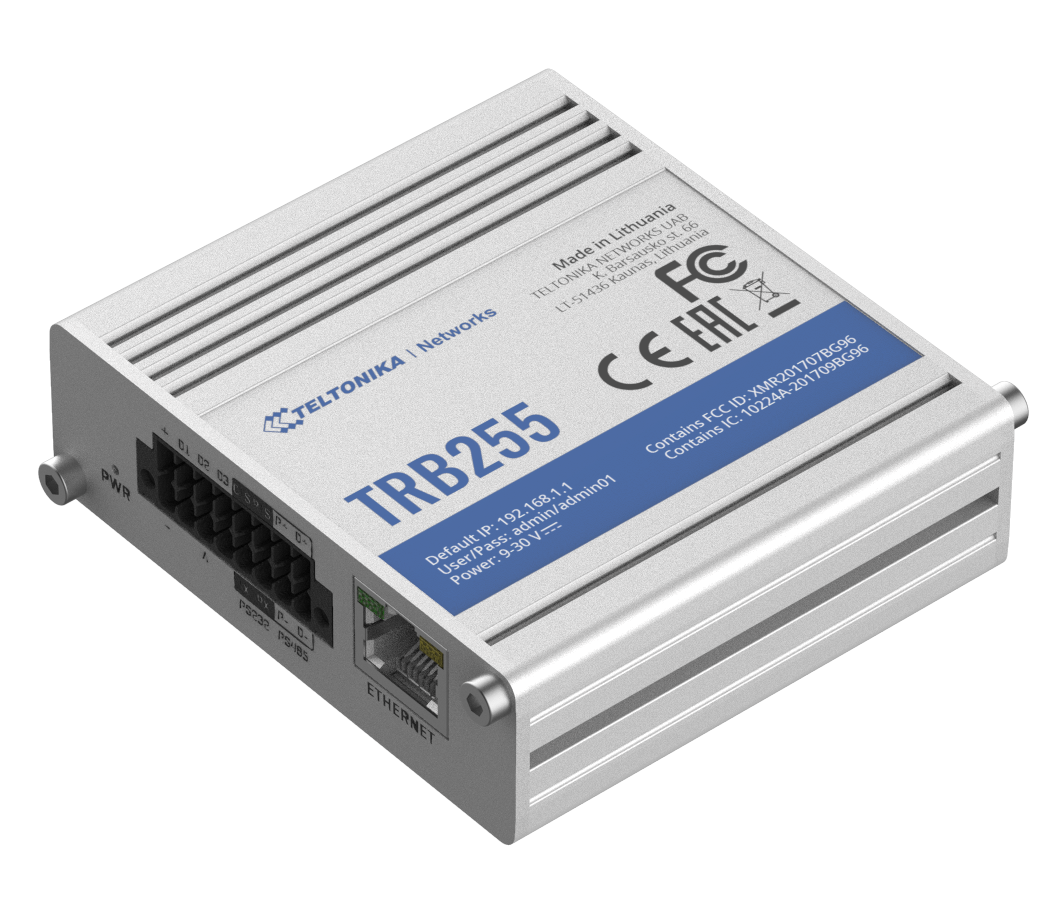 Made in Lithuania
TELTONIKA NETWORKS UAB
K. Barsausko st. 66
LT-51436 Kaunas, Lithuania
FC
CE EAC
TELTONIKA | Networks
TRB255
Contains FCC ID: XMR201707BG96
Contains IC: 10224A-201709BG96
Default IP: 192.168.1.1
User/Pass: admin/admin01
Power: 9-30 V
PWR
D1 D2 D3
RS232 RS485
ETHERNET